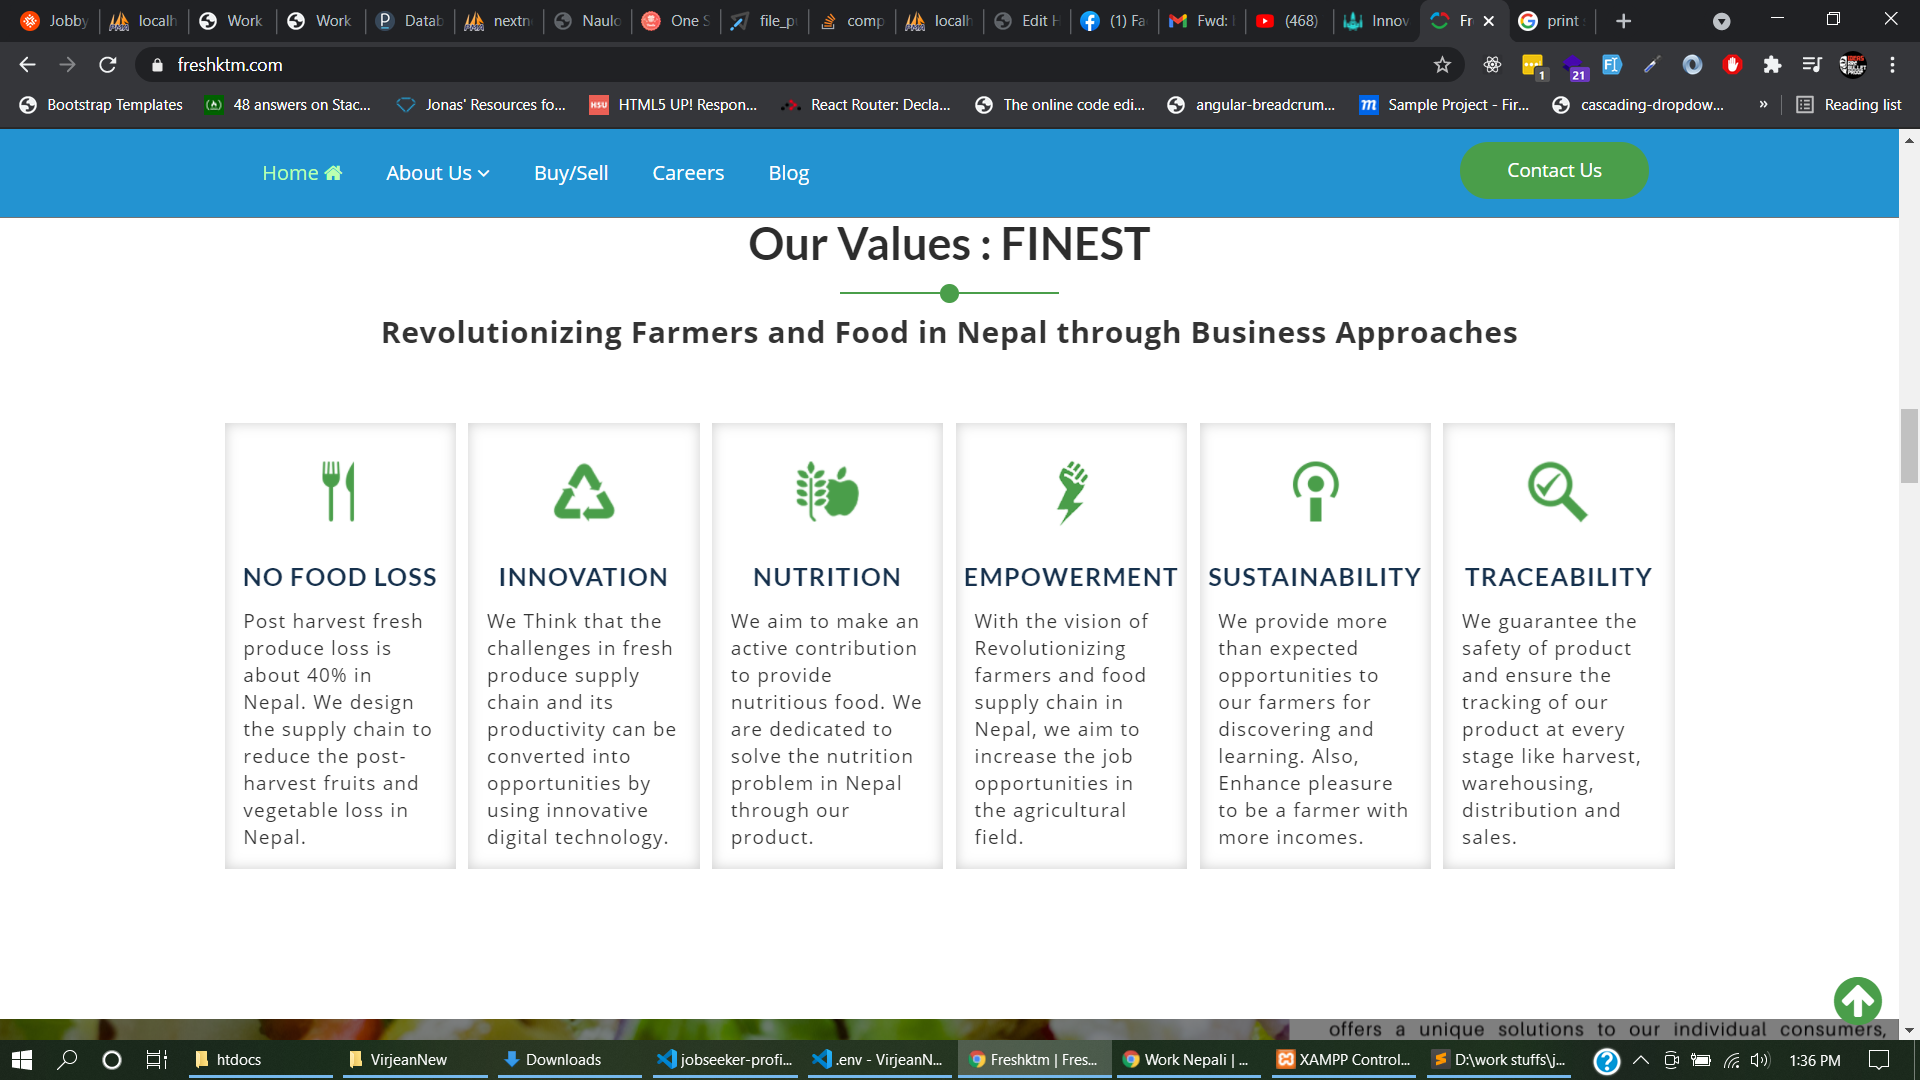 Jobby
localh
Work
Work
Datab
nextn
Naulo
One S
file_p
comp
localh
Edit H
(1) Fa
Fwd:
(468)
Innov
Fr
print
freshktm.com
1
21
Bootstrap Templates
48 answers on Stac...
Jonas' Resources fo...
HTML5 UP! Respon...
React Router: Decla...
The online code edi...
angular-breadcrum...
Sample Project - Fir...
cascading-dropdow...
»
Reading list
Home
About Us
Buy/Sell
Careers
Blog
Contact Us
Our Values : FINEST
Revolutionizing Farmers and Food in Nepal through Business Approaches
NO FOOD LOSS
Post harvest fresh
produce loss is
about 40% in
Nepal. We design
the supply chain to
reduce the post-
harvest fruits and
vegetable loss in
Nepal.
INNOVATION
We Think that the
challenges in fresh
produce supply
chain and its
productivity can be
converted into
opportunities by
using innovative
digital technology.
NUTRITION
We aim to make an
active contribution
to provide
nutritious food. We
are dedicated to
solve the nutrition
problem in Nepal
through our
product.
EMPOWERMENT
With the vision of
Revolutionizing
farmers and food
supply chain in
Nepal, we aim to
increase the job
opportunities in
the agricultural
field.
SUSTAINABILITY
We provide more
than expected
opportunities to
our farmers for
discovering and
learning. Also,
Enhance pleasure
to be a farmer with
more incomes.
TRACEABILITY
We guarantee the
safety of product
and ensure the
tracking of our
product at every
stage like harvest,
warehousing,
distribution and
sales.
offers a unique solutions to our individual consumers,
htdocs
VirjeanNew
Downloads
jobseeker-profi...
.env - VirjeanN...
Freshktm | Fres...
Work Nepali | ...
XAMPP Control...
D:\work stuffs\j...
1:36 PM